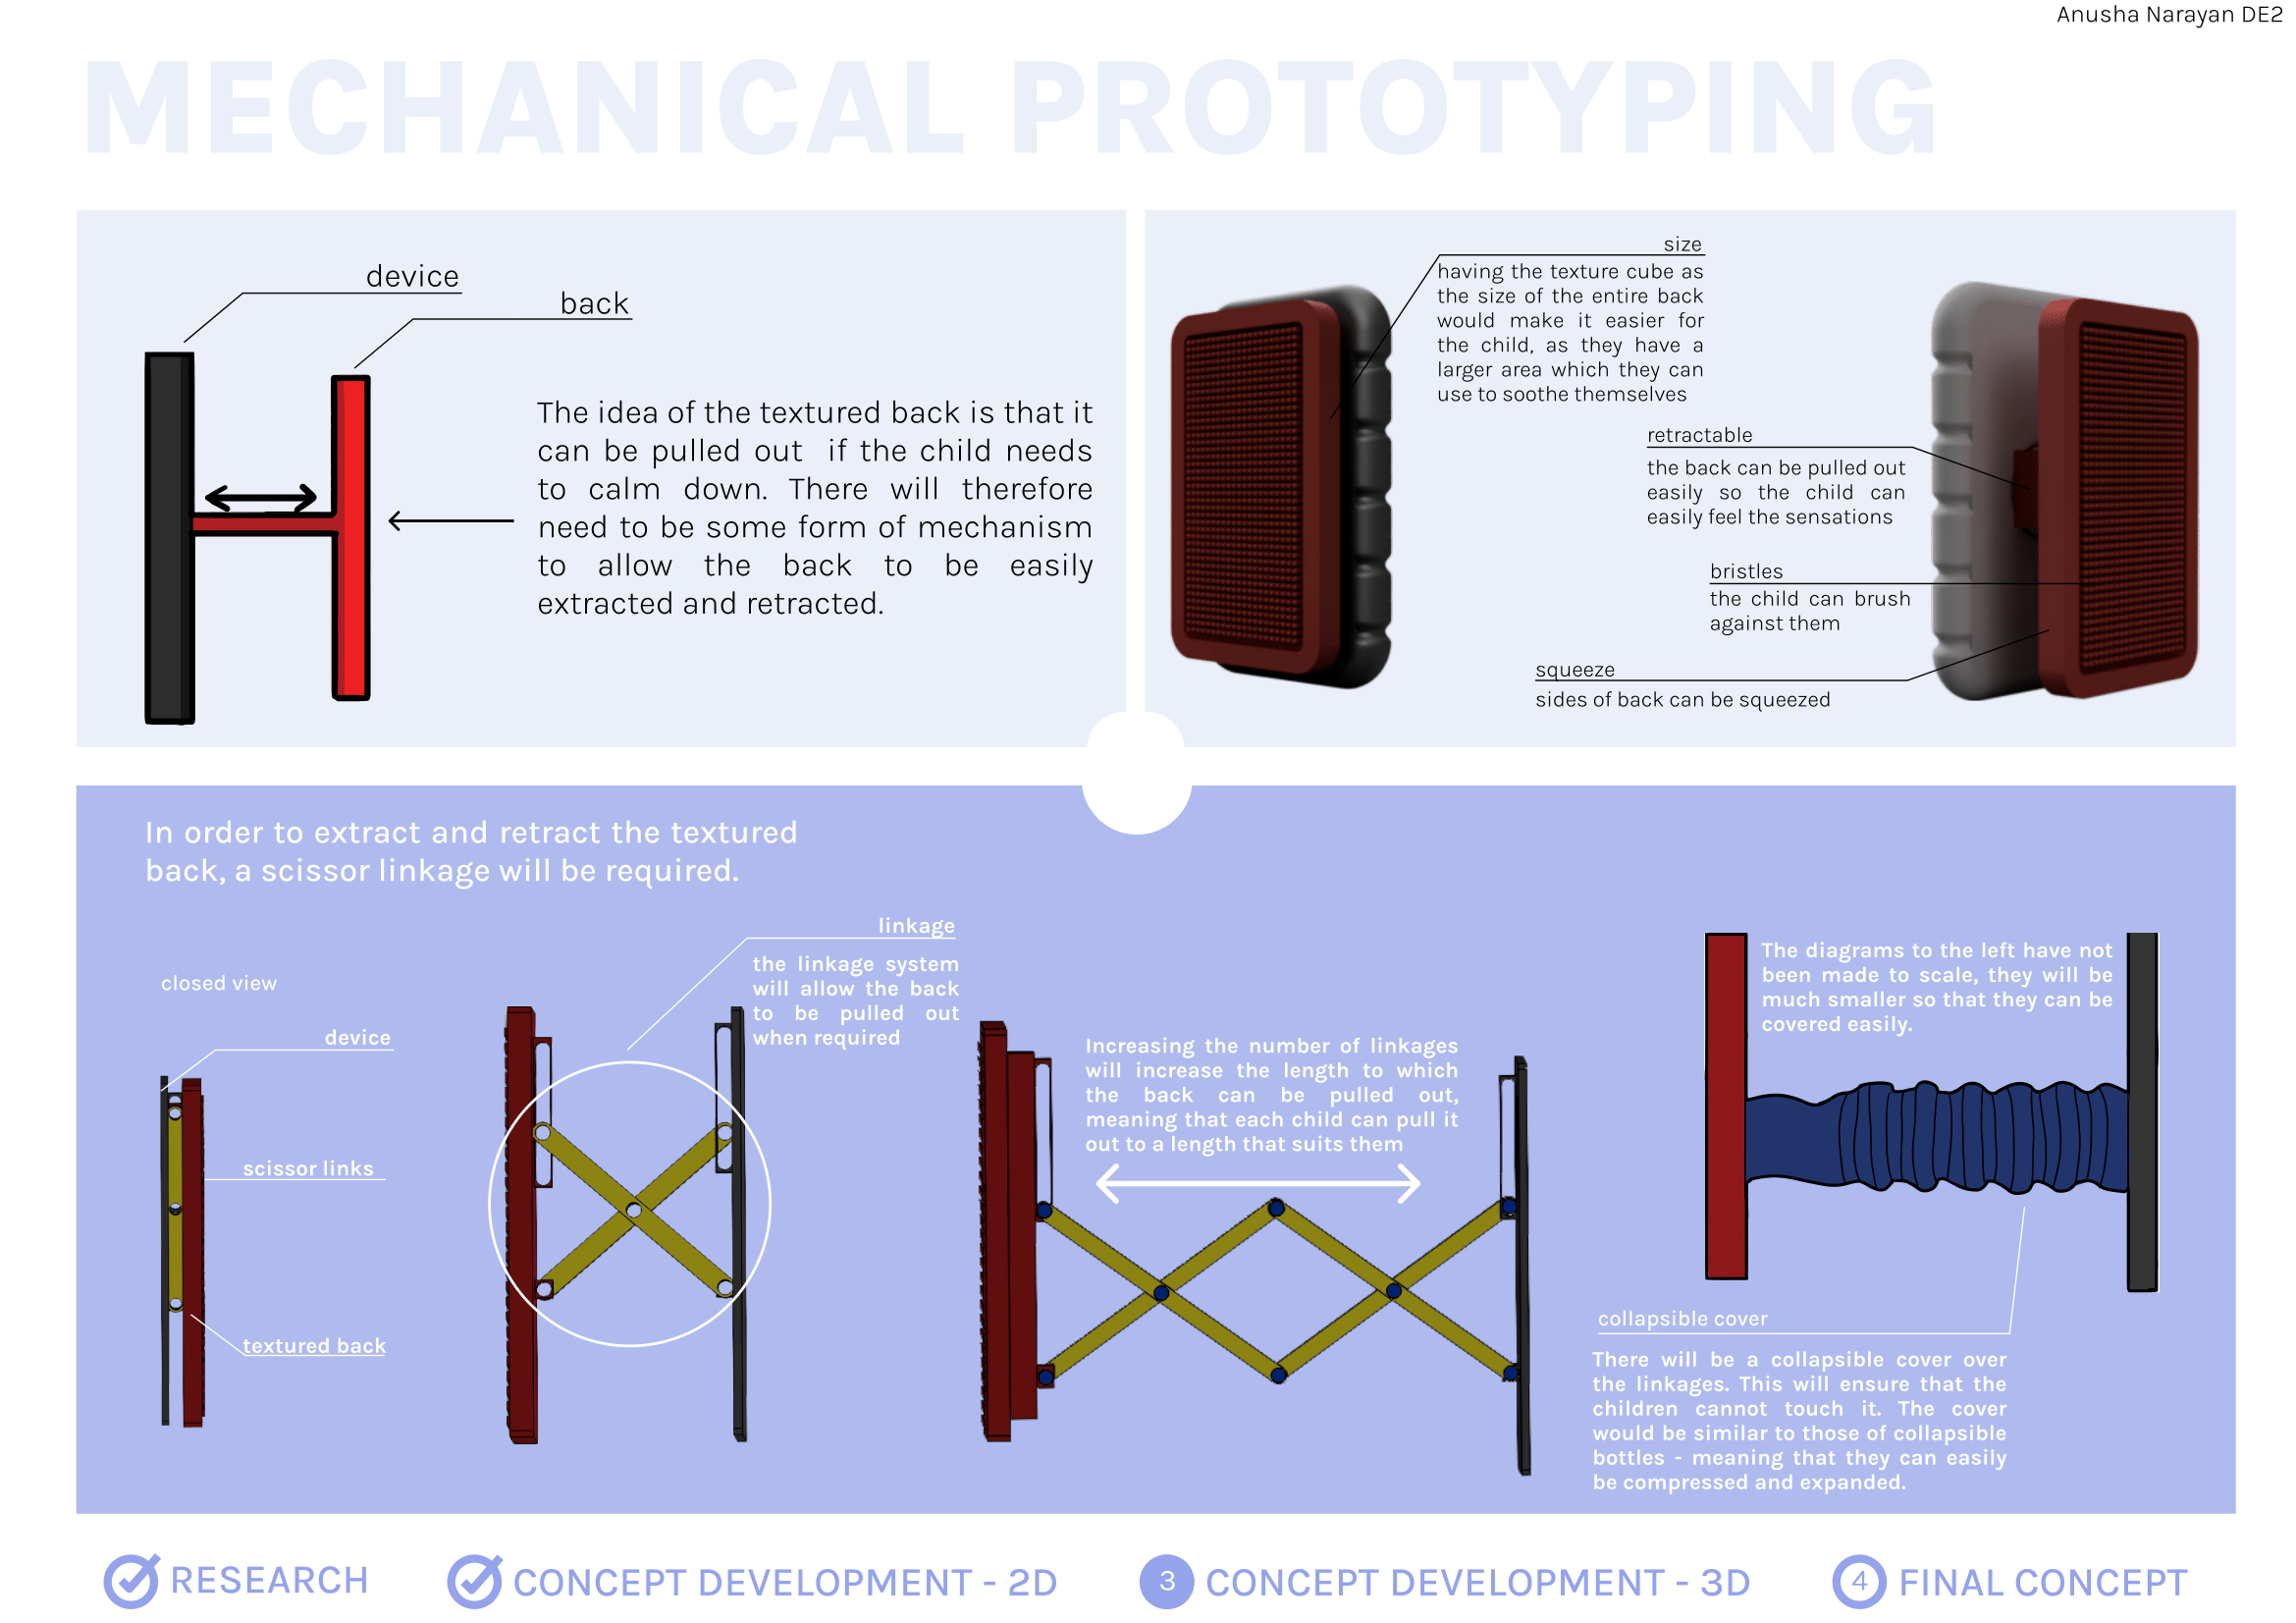 Anusha Narayan DE2
MECHANICAL PROTOTYPING
device
back
The idea of the textured back is that it
can be pulled out if the child needs
to calm down. There will therefore
need to be some form of mechanism
to allow the back to be easily
extracted and retracted.
size
having the texture cube as
the size of the entire back
would make it easier for
the child, as they have a
larger area which they can
use to soothe themselves
retractable
the back can be pulled out
easily so the child can
easily feel the sensations
bristles
the child can brush
against them
squeeze
sides of back can be squeezed
In order to extract and retract the textured
back, a scissor linkage will be required.
closed view
device
scissor links
textured back
linkage
the linkage system
will allow the back
to be pulled out
when required
Increasing the number of linkages
will increase the length to which
the back can be pulled out,
meaning that each child can pull it
out to a length that suits them
The diagrams to the left have not
been made to scale, they will be
much smaller so that they can be
covered easily.
collapsible cover
There will be a collapsible cover over
the linkages. This will ensure that the
children cannot touch it. The cover
would be similar to those of collapsible
bottles - meaning that they can easily
be compressed and expanded.
RESEARCH
CONCEPT DEVELOPMENT - 2D
3 CONCEPT DEVELOPMENT - 3D
4 FINAL CONCEPT